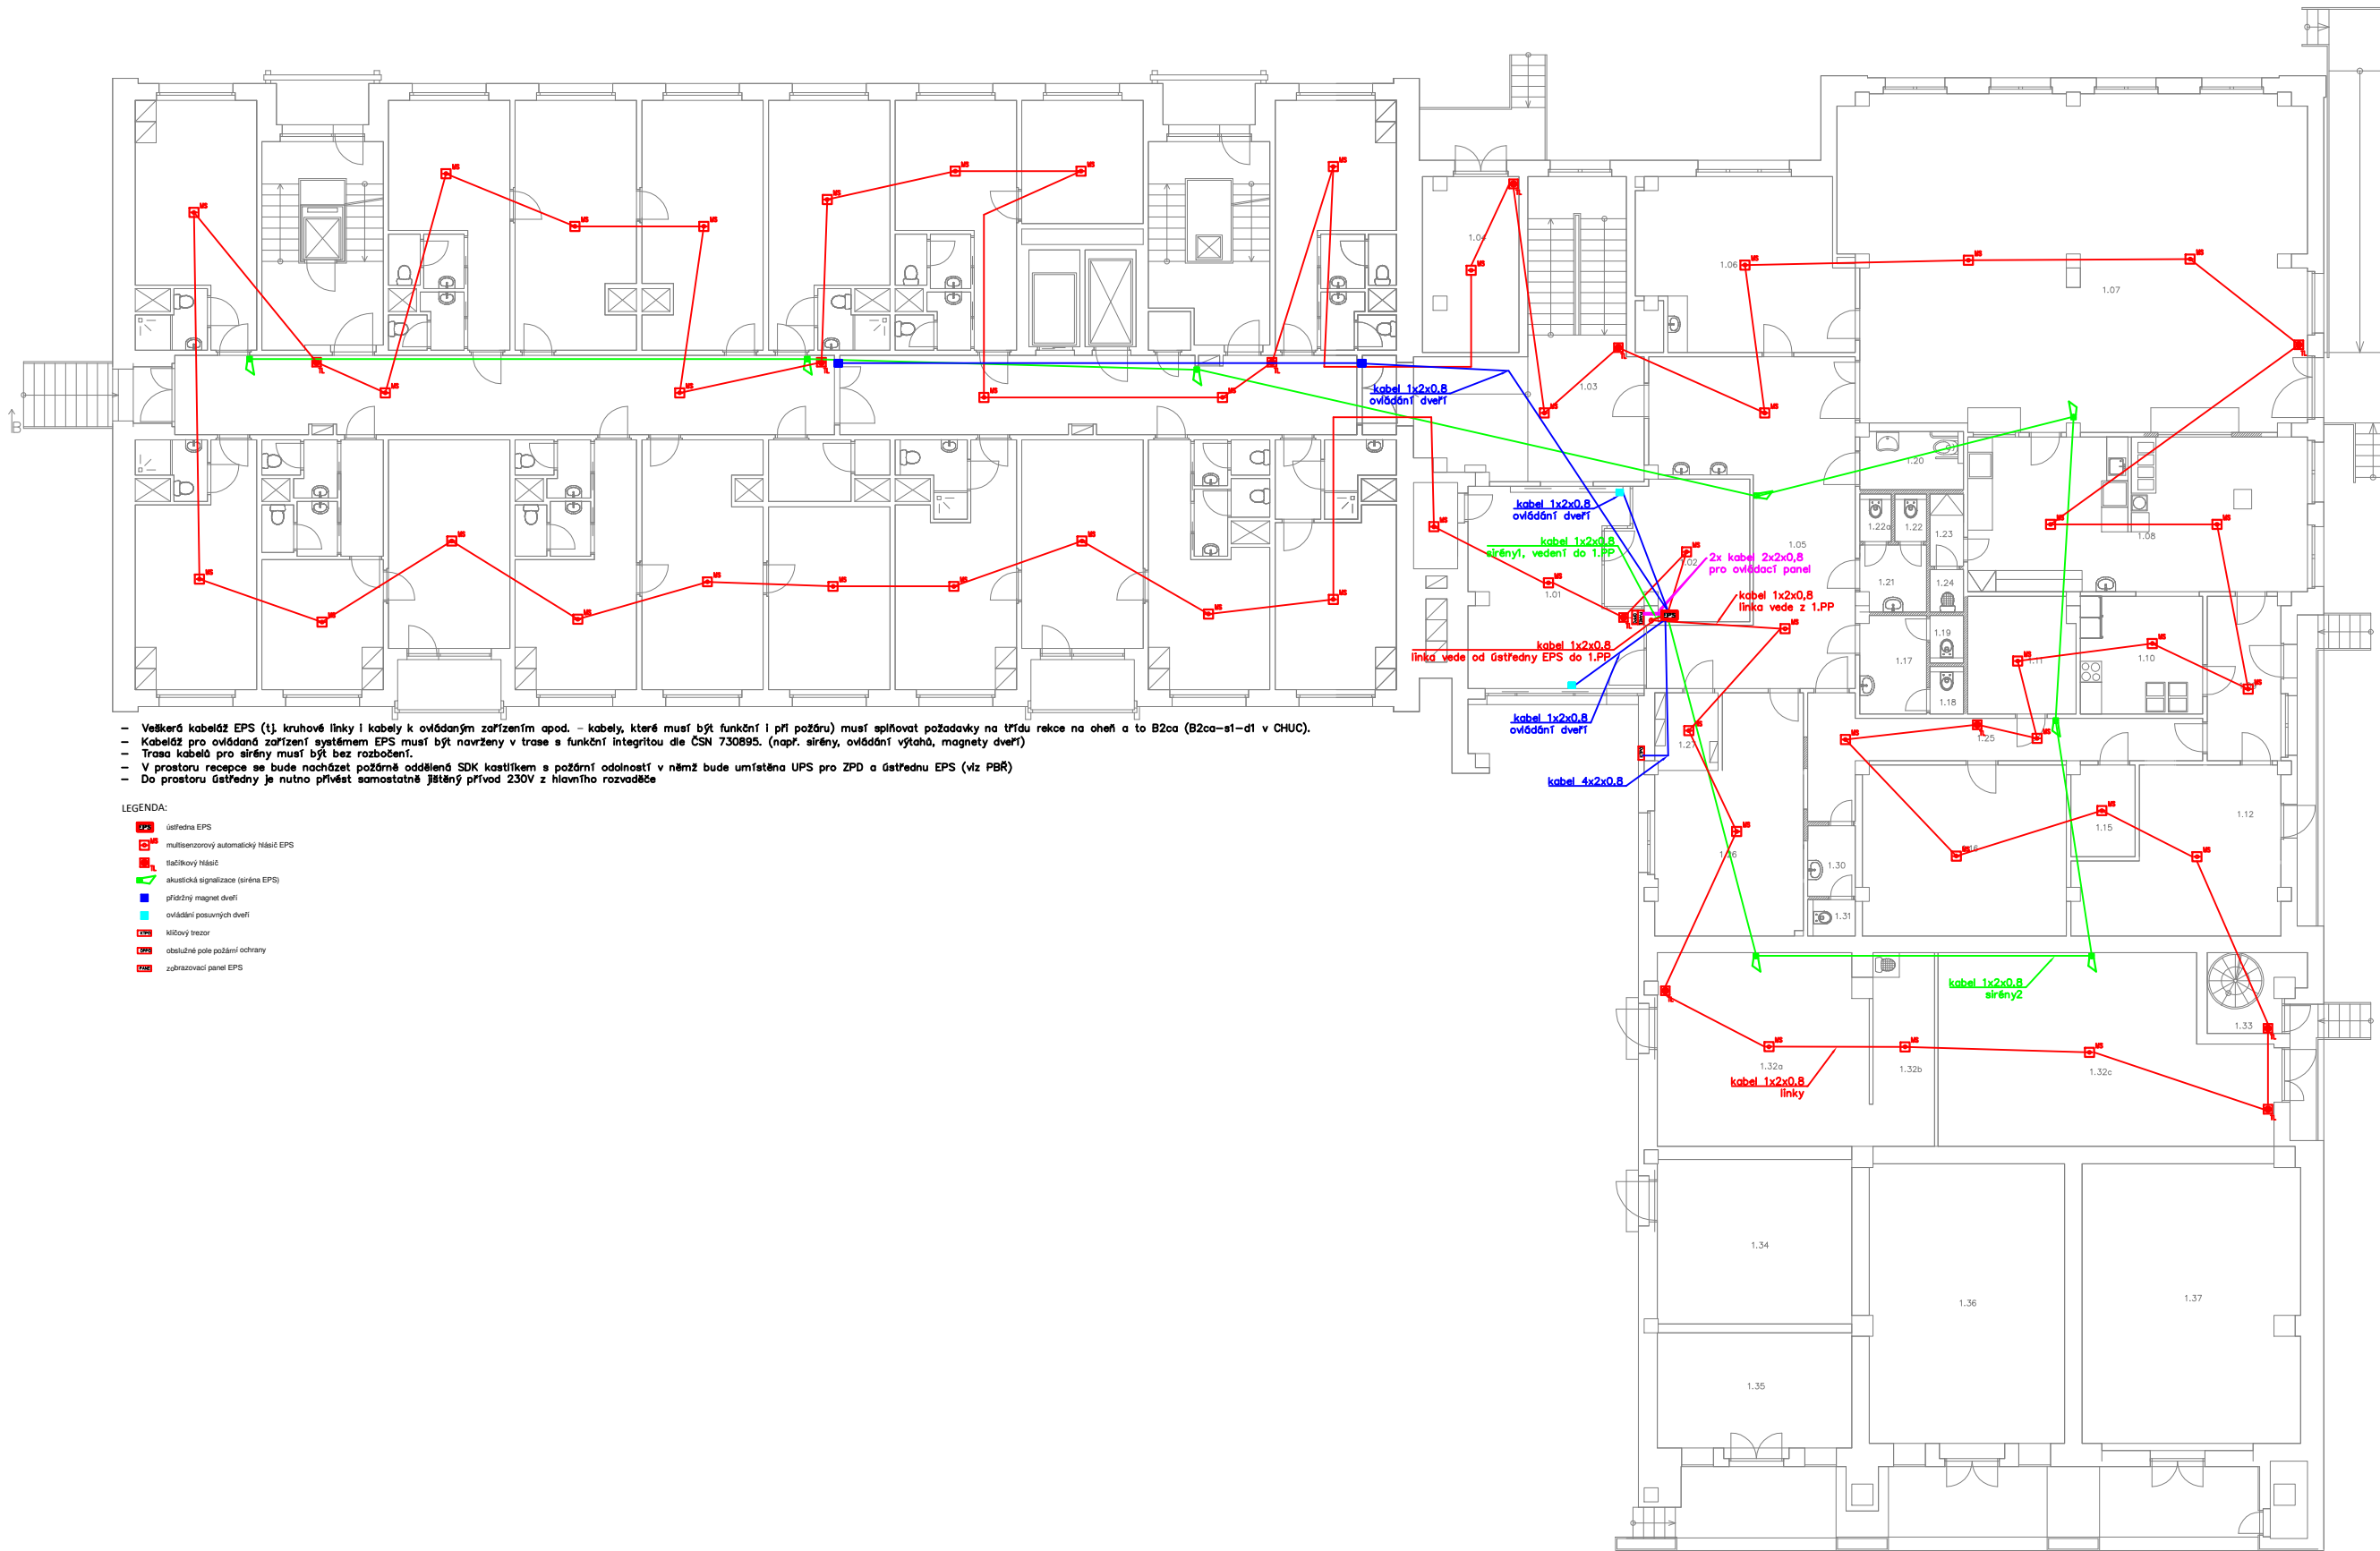 1.04
1.06
1.07
kabel 1x2x0.8
ovládání dveří
1.03
B
1.20
kabel 1x2x0.8
ovládání dveří
1.22a
1.22
1.23
1.08
kabel 1x2x0.8
sirény1, vedení do 1.PP
1.05
2x kabel 2x2x0,8
pro ovládací panel
1.02
1.01
1.21
1.24
kabel 1x2x0,8
linka vede z 1.PP
EPS
kabel 1x2x0.8
linka vede od ústředny EPS do 1.PP
1.19
1.17
1.11
1.10
1.18
kabel 1x2x0.8
ovládání dveří
1.25
1.27
kabel 4x2x0.8
– Veškerá kabeláž EPS (tj. kruhové linky i kabely k ovládaným zařízením apod. – kabely, které musí být funkční i při požáru) musí splňovat požadavky na třídu rekce na oheň a to B2ca (B2ca-s1-d1 v CHUC).
– Kabeláž pro ovládaná zařízení systémem EPS musí být navrženy v trase s funkční integritou dle ČSN 730895. (např. sirény, ovládání výtahů, magnety dveří)
– Trasa kabelů pro sirény musí být bez rozbočení.
– V prostoru recepce se bude nacházet požárně oddělená SDK kastlíkem s požární odolností v němž bude umístěna UPS pro ZPD a ústřednu EPS (viz PBŘ)
– Do prostoru ústředny je nutno přivést samostatně jištěný přívod 230V z hlavního rozvaděče
LEGENDA:
EPS ústředna EPS
MS multisenzorový automatický hlásič EPS
TL tlačítkový hlásič
akustická signalizace (siréna EPS)
přídržný magnet dveří
ovládání posuvných dveří
klíčový trezor
OPPO obslužné pole požární ochrany
PANEL zobrazovací panel EPS
1.12
1.15
1.16
1.26
1.30
1.31
kabel 1x2x0.8
sirény2
1.33
1.32a
1.32b
1.32c
kabel 1x2x0.8
linky
1.34
1.36
1.37
1.35